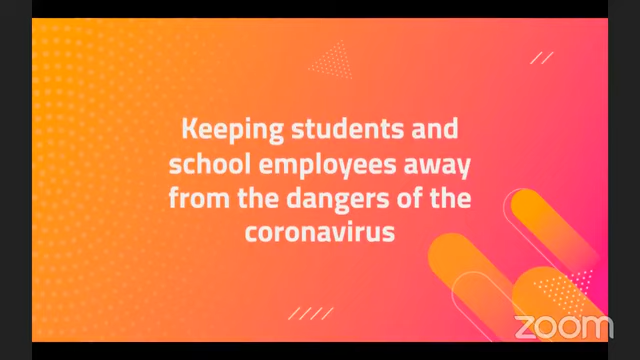 Keeping students and
school employees away
from the dangers of the
coronavirus
zoom